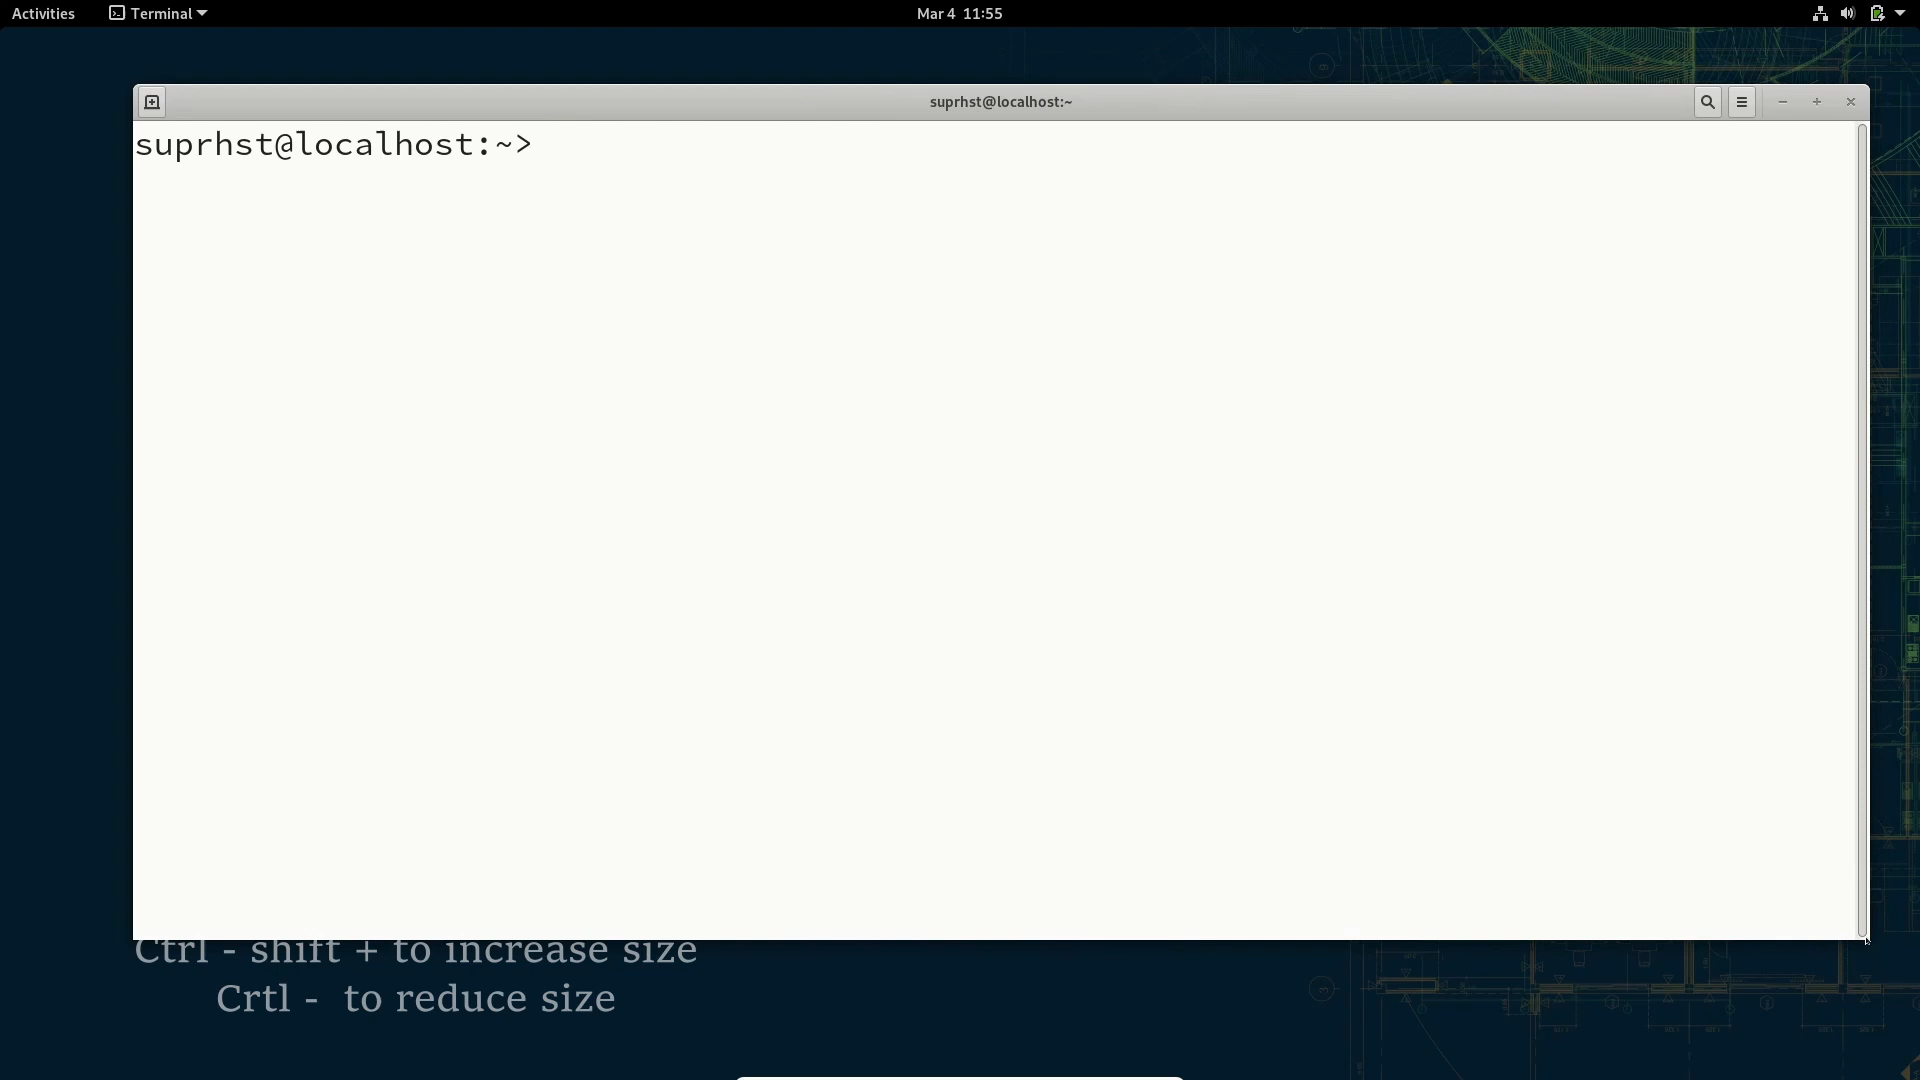 Activities Terminal Mar 4 11:55
suprhst@localhost:~
suprhst@localhost:~>
Ctrl - shift + to increase size
Crtl - to reduce size